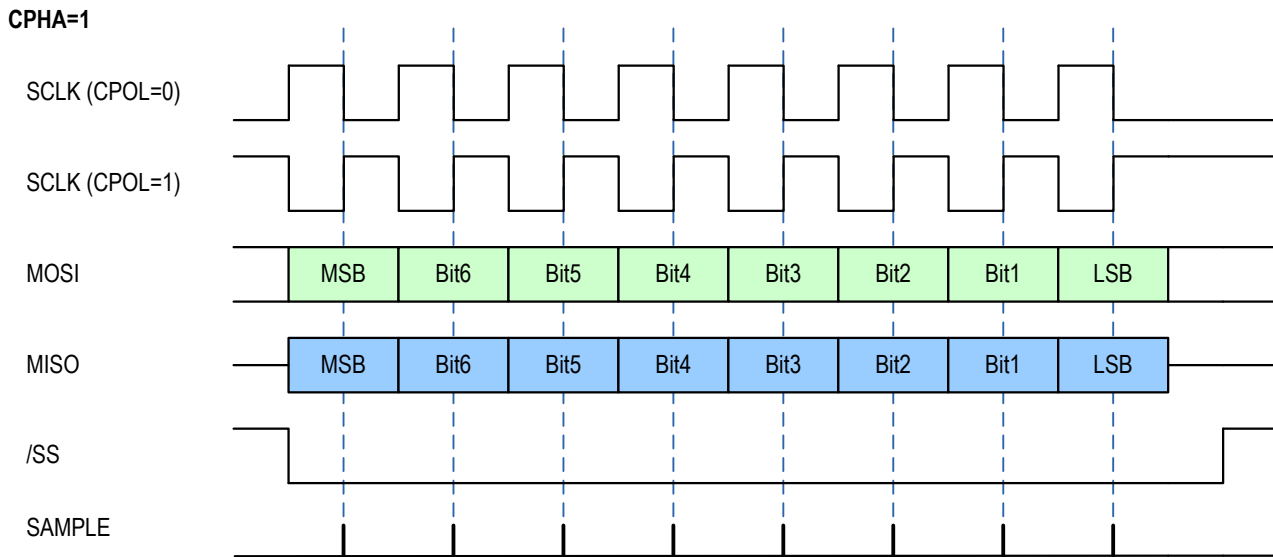 CPHA=1
SCLK (CPOL=0)
SCLK (CPOL=1)
MOSI MSB Bit6 Bit5 Bit4 Bit3 Bit2 Bit1 LSB
MISO MSB Bit6 Bit5 Bit4 Bit3 Bit2 Bit1 LSB
/SS
SAMPLE